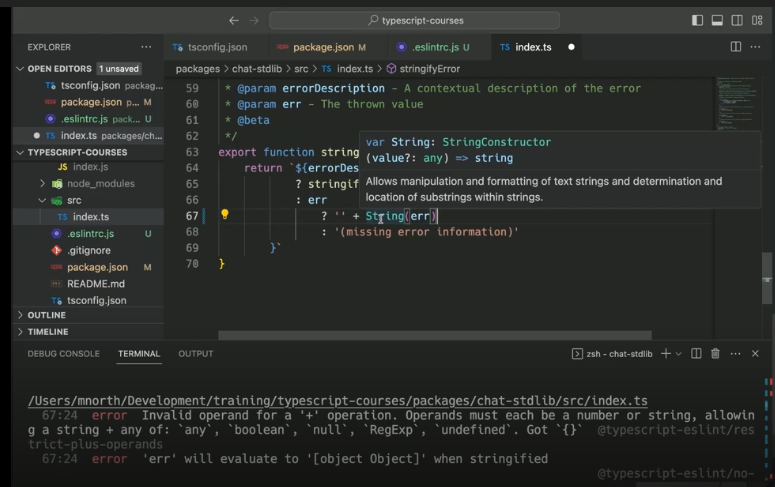 ← → typescript-courses
EXPLORER ...
OPEN EDITORS 1 unsaved
tsconfig.json packag...
package.json p... M
.eslintrc.js pack... U
index.ts packages/ch...
TYPESCRIPT-COURSES
JS index.js
node_modules
src
TS index.ts
.eslintrc.js U
.gitignore
package.json M
README.md
tsconfig.json
OUTLINE
TIMELINE
tsconfig.json package.json M .eslintrc.js U TS index.ts ●
packages > chat-stdlib > src > TS index.ts > stringifyError
59 * @param errorDescription - A contextual description of the error
60 * @param err - The thrown value
61 * @beta
62 */
63 export function string
64 return `${errorDes
65 ? stringif
66 : err
67 ? '' + String(err)
68 : '(missing error information)'
69 }`
70 }
var String: StringConstructor
(value?: any) => string
Allows manipulation and formatting of text strings and determination and
location of substrings within strings.
DEBUG CONSOLE TERMINAL OUTPUT zsh - chat-stdlib
/Users/mnorth/Development/training/typescript-courses/packages/chat-stdlib/src/index.ts
67:24 error Invalid operand for a '+' operation. Operands must each be a number or string, allowin
g a string + any of: `any`, `boolean`, `null`, `RegExp`, `undefined`. Got `{}` @typescript-eslint/res
trict-plus-operands
67:24 error 'err' will evaluate to '[object Object]' when stringified
@typescript-eslint/no-